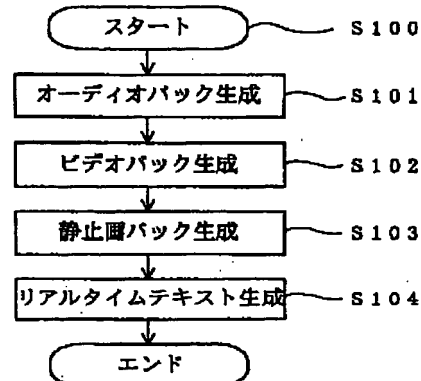 スタート S100
オーディオパック生成 S101
ビデオパック生成 S102
静止画パック生成 S103
リアルタイムテキスト生成 S104
エンド